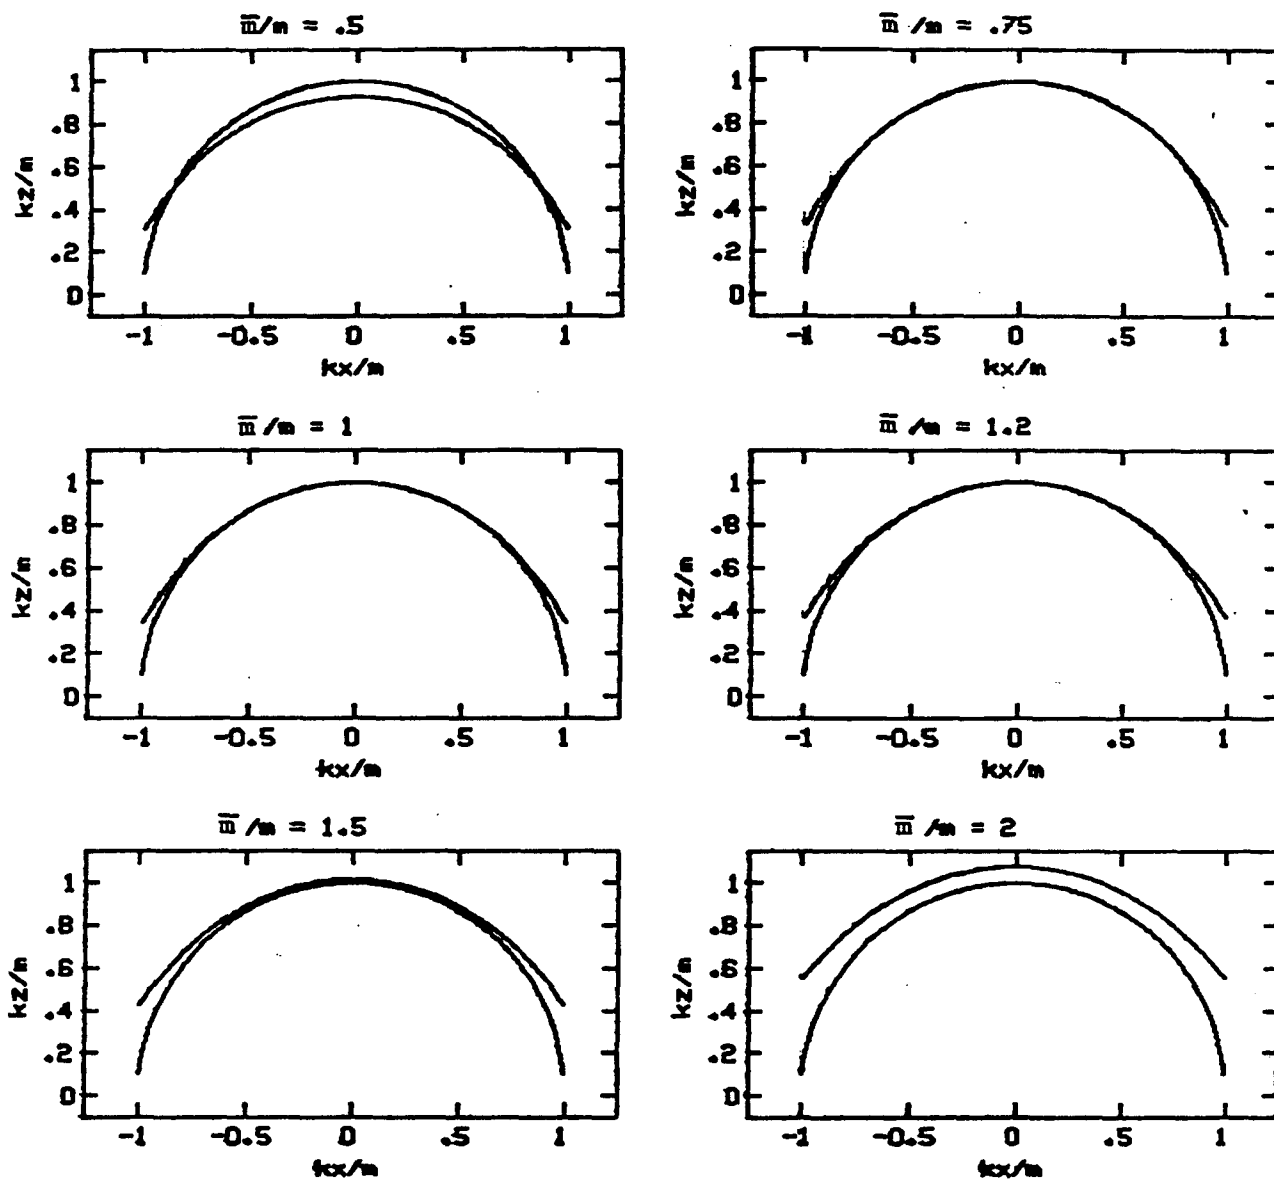 m̅/m = .5
1
.8
.6
.4
.2
0
kz/m
-1 -0.5 0 .5 1
kx/m
m̅ /m = .75
1
.8
.6
.4
.2
0
kz/m
-1 -0.5 0 .5 1
kx/m
m̅ /m = 1
1
.8
.6
.4
.2
0
kz/m
-1 -0.5 0 .5 1
kx/m
m̅ /m = 1.2
1
.8
.6
.4
.2
0
kz/m
-1 -0.5 0 .5 1
kx/m
m̅ /m = 1.5
1
.8
.6
.4
.2
0
kz/m
-1 -0.5 0 .5 1
kx/m
m̅ /m = 2
1
.8
.6
.4
.2
0
kz/m
-1 -0.5 0 .5 1
kx/m